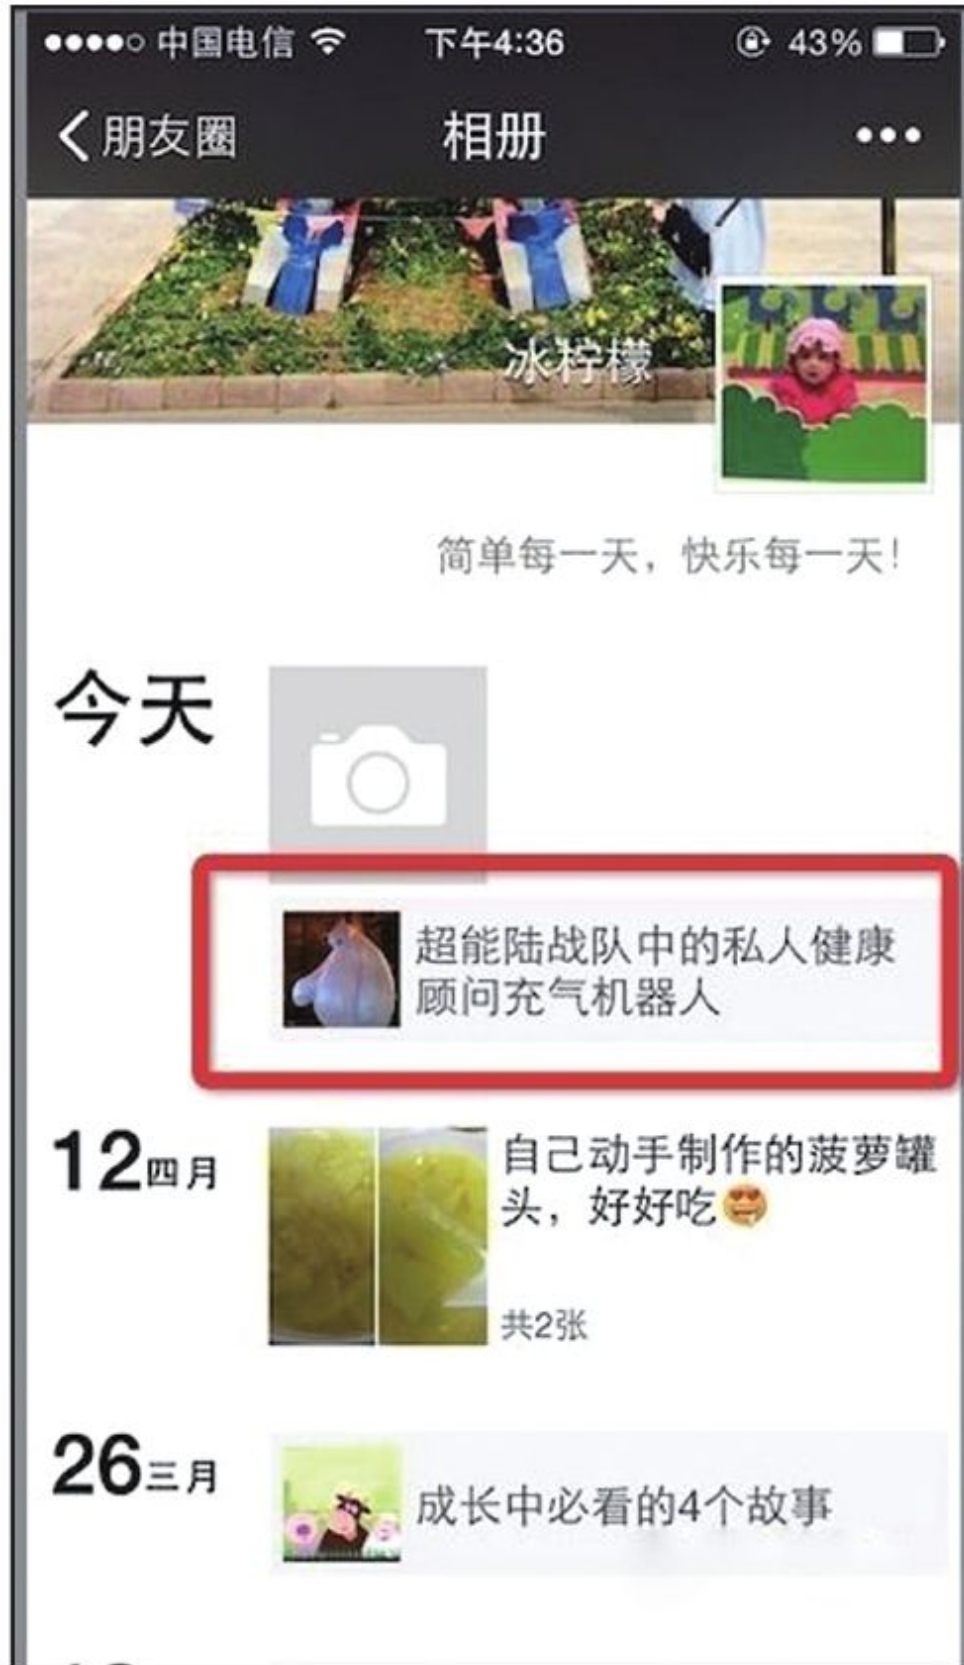 中国电信 下午4:36 43%
朋友圈 相册
冰柠檬
简单每一天，快乐每一天！
今天
超能陆战队中的私人健康
顾问充气机器人
12四月
自己动手制作的菠萝罐
头，好好吃
共2张
26三月
成长中必看的4个故事